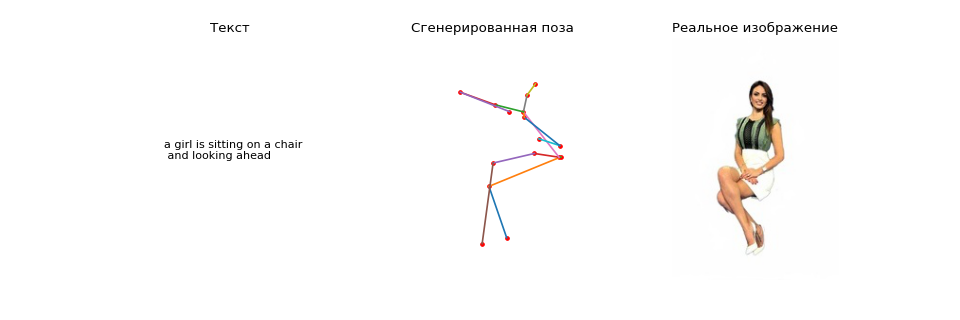 Текст
Сгенерированная поза
Реальное изображение
a girl is sitting on a chair
and looking ahead